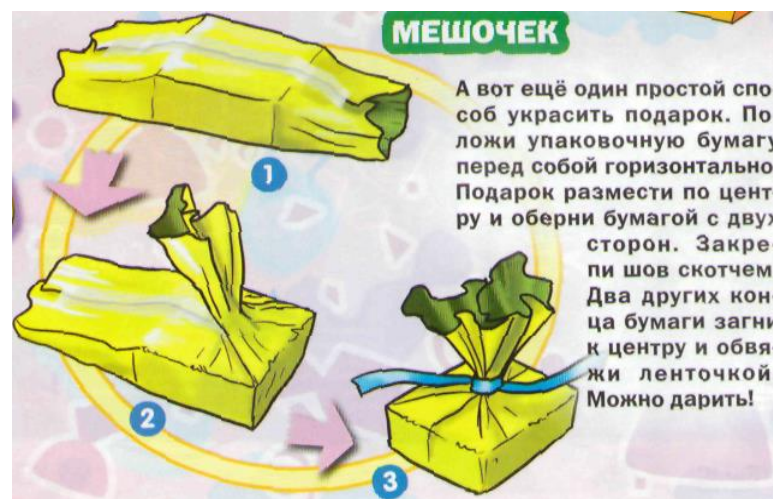 МЕШОЧЕК
А вот ещё один простой спо-
соб украсить подарок. По-
ложи упаковочную бумагу
перед собой горизонтально.
Подарок размести по цент-
ру и оберни бумагой с двух
сторон. Закре-
пи шов скотчем.
Два других кон-
ца бумаги загни
к центру и обвя-
жи ленточкой.
Можно дарить!
1
2
3